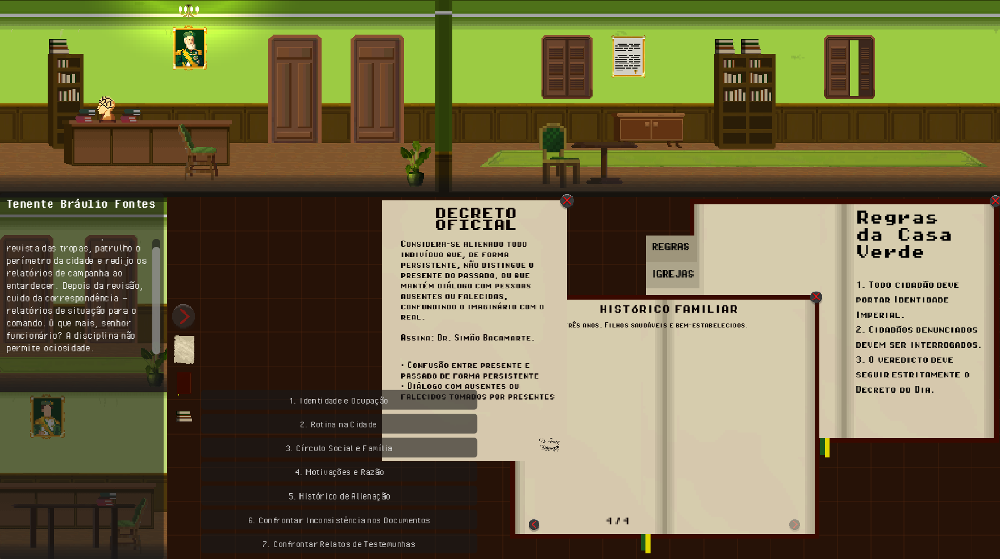 Tenente Bráulio Fontes
revista das tropas, patrulho o
perímetro da cidade e redijo os
relatórios de campanha ao
entardecer. Depois da revisão,
cuido da correspondência —
relatórios de situação para o
comando. O que mais, senhor
funcionário? A disciplina não
permite ociosidade.
DECRETO
OFICIAL
Considera-se alienado todo
indivíduo que, de forma
persistente, não distingue o
presente do passado, ou que
mantém diálogo com pessoas
ausentes ou falecidas,
confundindo o imaginário com o
real.
Assina: Dr. Simão Bacamarte.
· Confusão entre presente e
passado de forma persistente
· Diálogo com ausentes ou
falecidos tomados por presentes
REGRAS
IGREJAS
Regras
da Casa
Verde
1. Todo cidadão deve
portar Identidade
Imperial.
2. Cidadãos denunciados
devem ser interrogados.
3. O veredicto deve
seguir estritamente o
Decreto do Dia.
HISTÓRICO FAMILIAR
rês anos. Filhos saudáveis e bem-estabelecidos.
4/4
1. Identidade e Ocupação
2. Rotina na Cidade
3. Círculo Social e Família
4. Motivações e Razão
5. Histórico de Alienação
6. Confrontar Inconsistência nos Documentos
7. Confrontar Relatos de Testemunhas